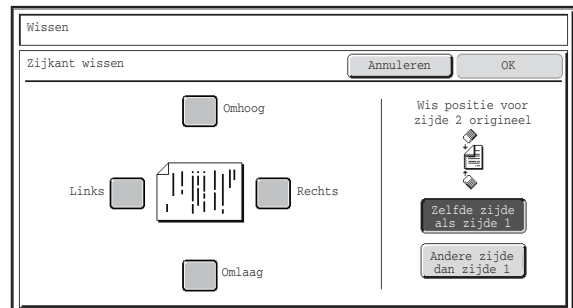 Wissen
Zijkant wissen
Annuleren
OK
Omhoog
Links
Rechts
Omlaag
Wis positie voor
zijde 2 origineel
Zelfde zijde
als zijde 1
Andere zijde
dan zijde 1